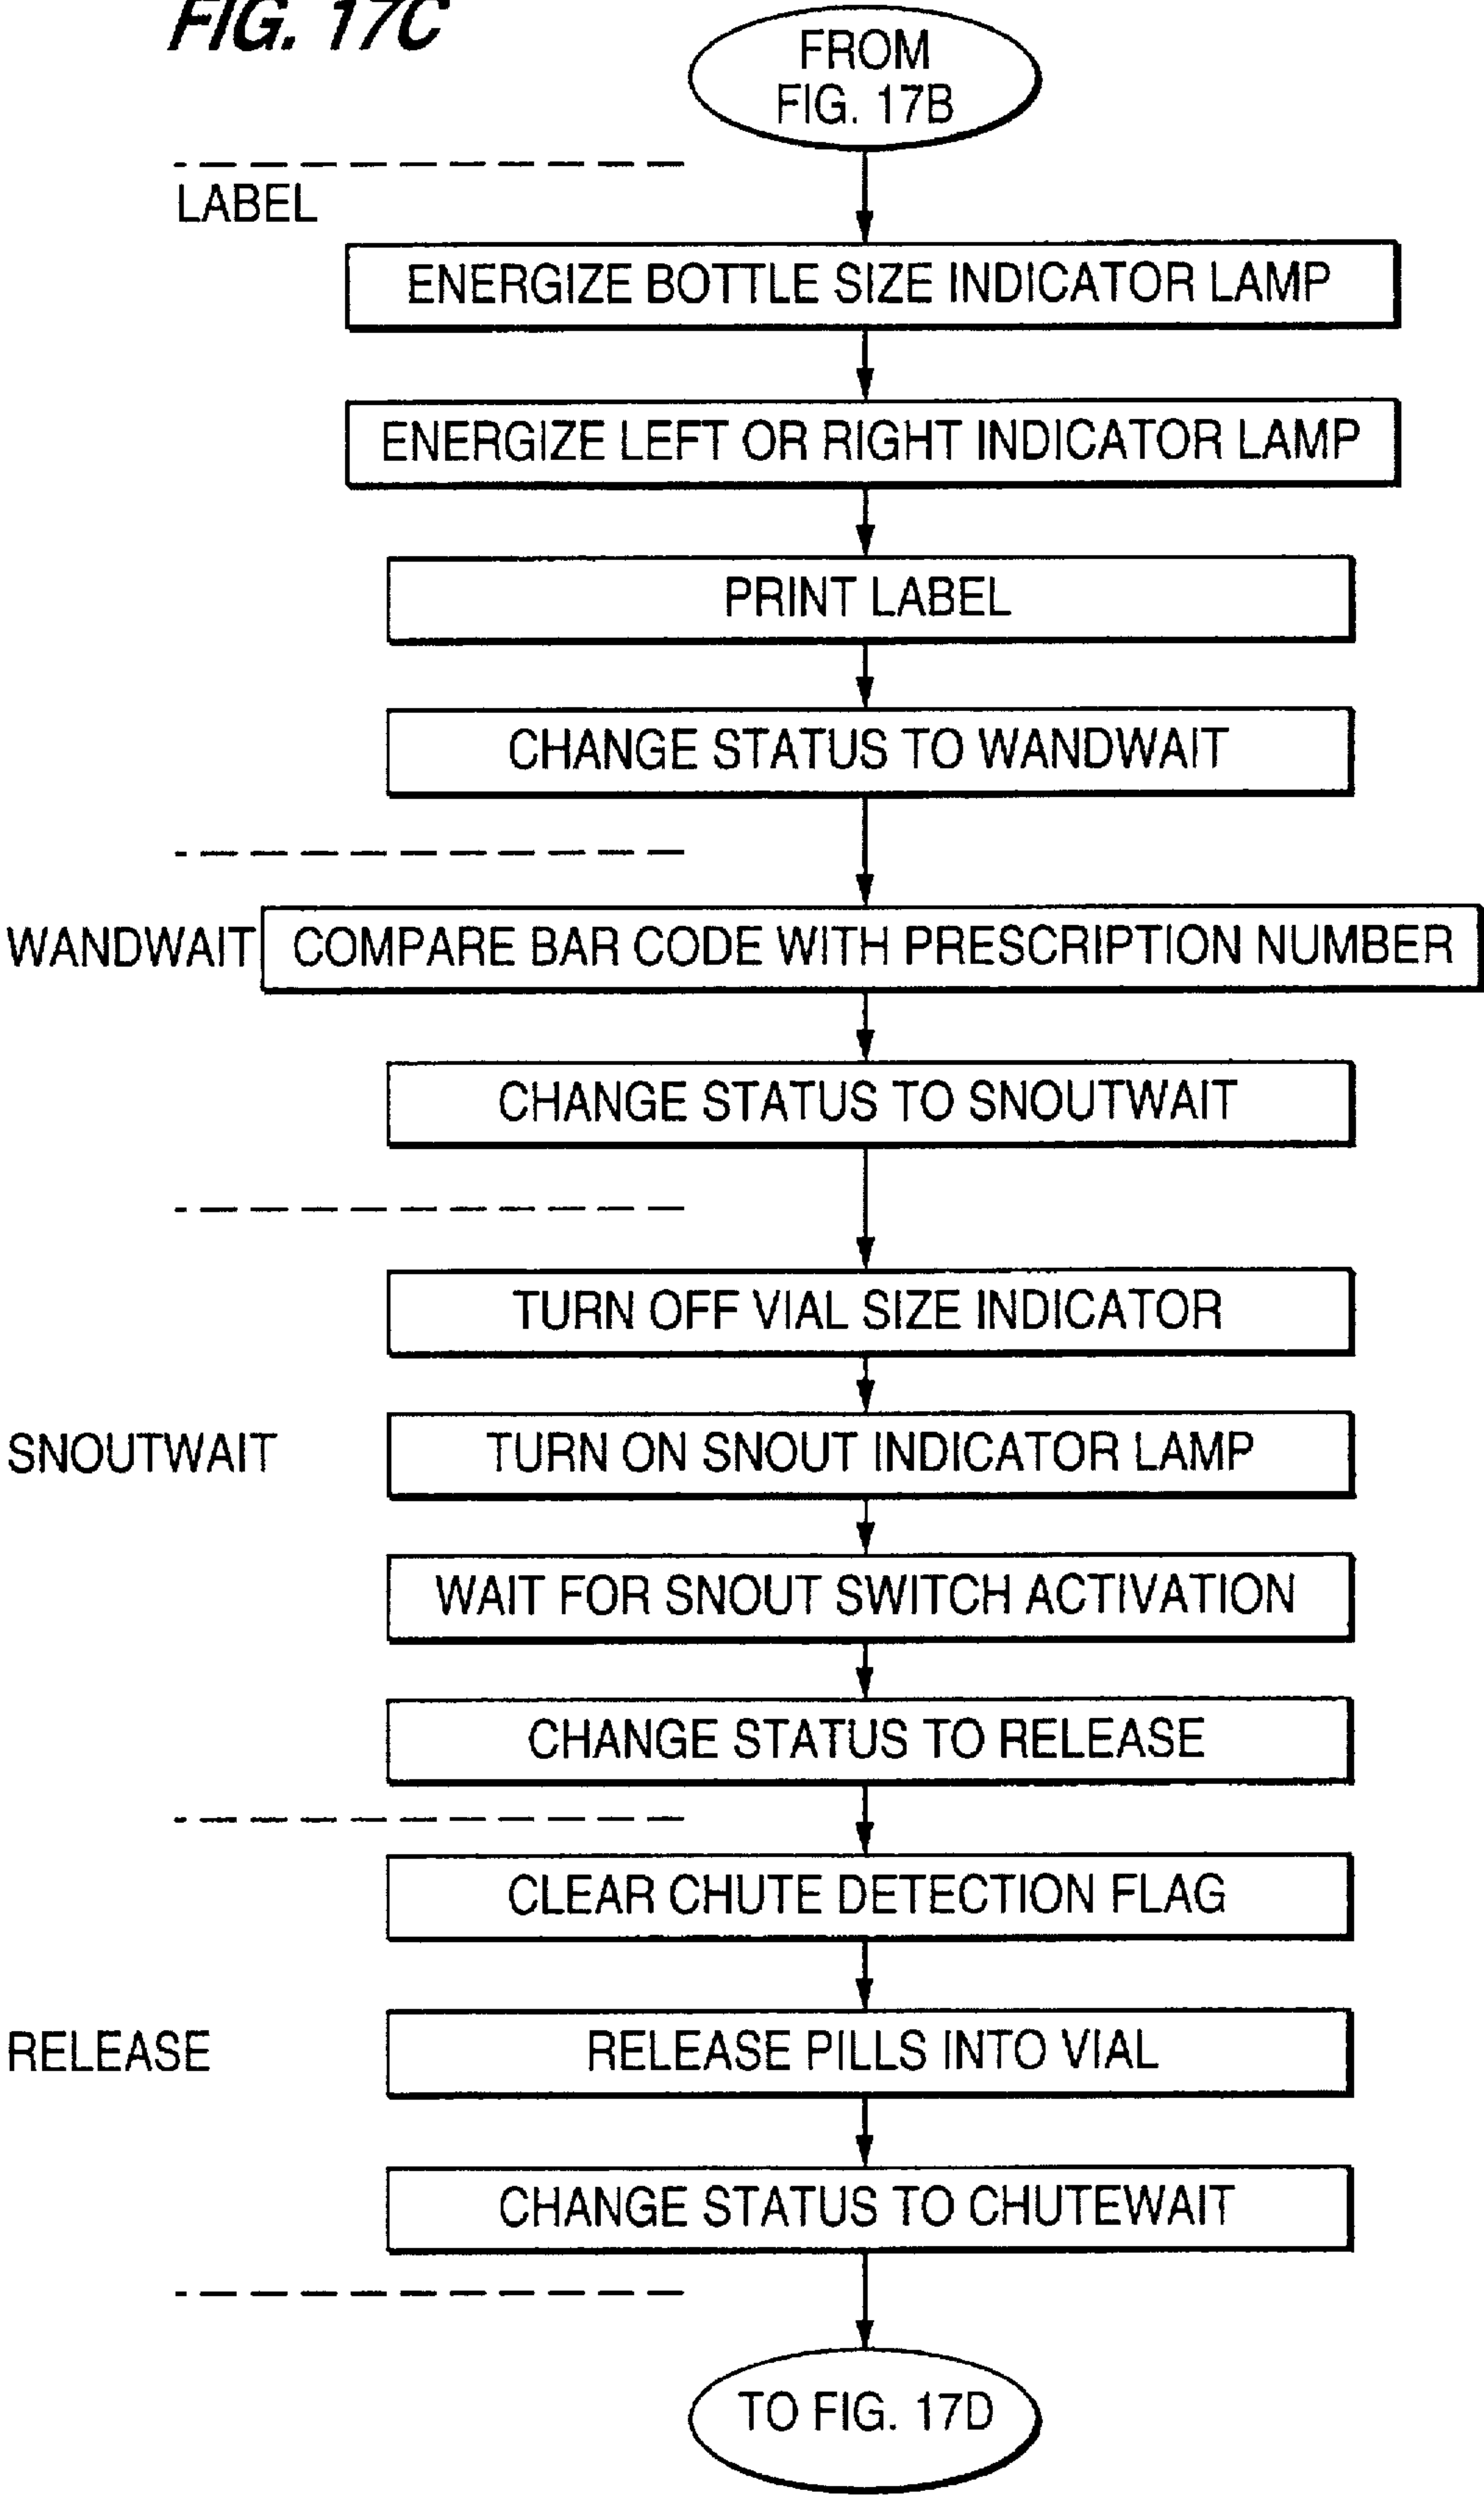 FIG. 17C
FROM
FIG. 17B
LABEL
ENERGIZE BOTTLE SIZE INDICATOR LAMP
ENERGIZE LEFT OR RIGHT INDICATOR LAMP
PRINT LABEL
CHANGE STATUS TO WANDWAIT
WANDWAIT
COMPARE BAR CODE WITH PRESCRIPTION NUMBER
CHANGE STATUS TO SNOUTWAIT
TURN OFF VIAL SIZE INDICATOR
SNOUTWAIT
TURN ON SNOUT INDICATOR LAMP
WAIT FOR SNOUT SWITCH ACTIVATION
CHANGE STATUS TO RELEASE
CLEAR CHUTE DETECTION FLAG
RELEASE
RELEASE PILLS INTO VIAL
CHANGE STATUS TO CHUTEWAIT
TO FIG. 17D